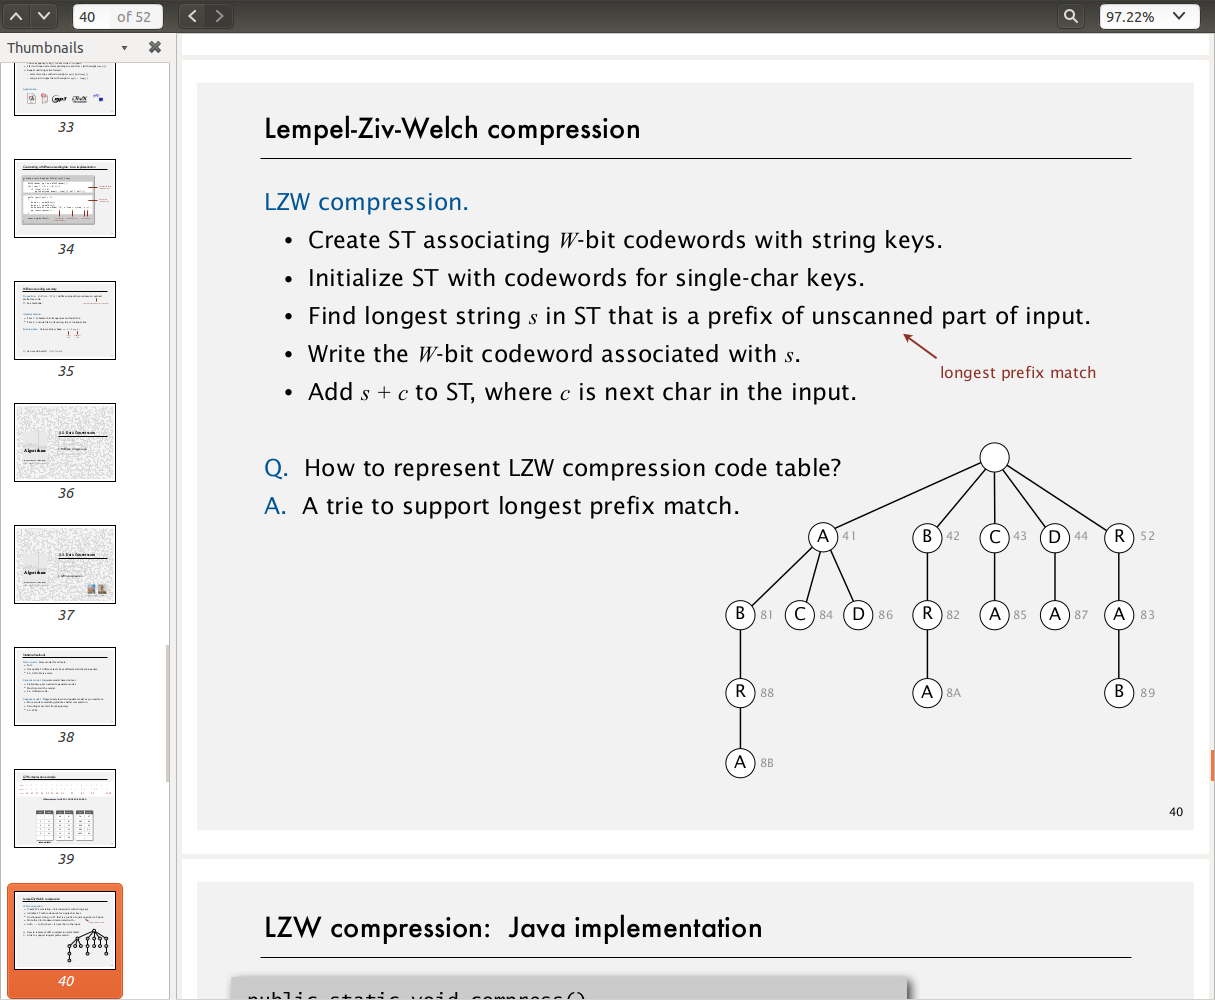 40 of 52
97.22%
Thumbnails
33
34
35
36
37
38
39
40
Lempel-Ziv-Welch compression
LZW compression.
• Create ST associating W-bit codewords with string keys.
• Initialize ST with codewords for single-char keys.
• Find longest string s in ST that is a prefix of unscanned part of input.
• Write the W-bit codeword associated with s.
longest prefix match
• Add s + c to ST, where c is next char in the input.
Q. How to represent LZW compression code table?
A. A trie to support longest prefix match.
A 41 B 42 C 43 D 44 R 52
B 81 C 84 D 86 R 82 A 85 A 87 A 83
R 88 A 8A B 89
A 8B
40
LZW compression: Java implementation
public static void compress()